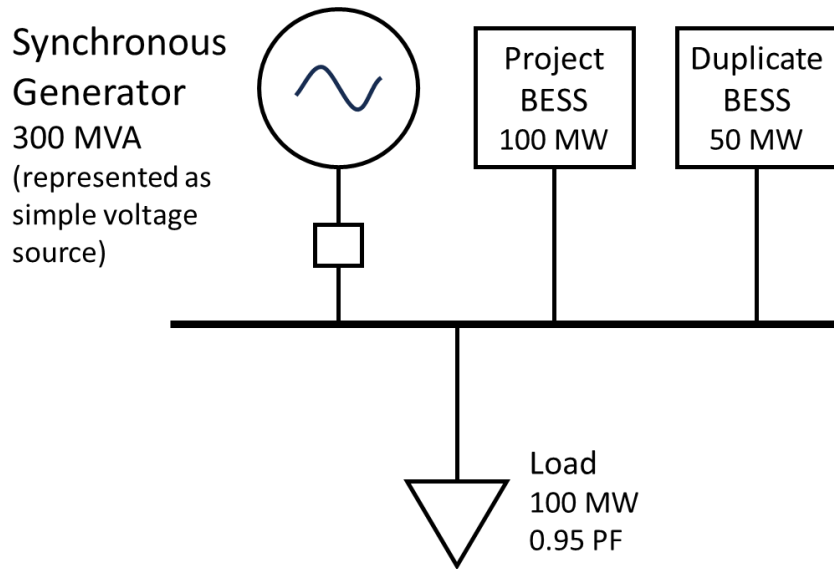 Synchronous
Generator
300 MVA
(represented as
simple voltage
source)
Project
BESS
100 MW
Duplicate
BESS
50 MW
Load
100 MW
0.95 PF